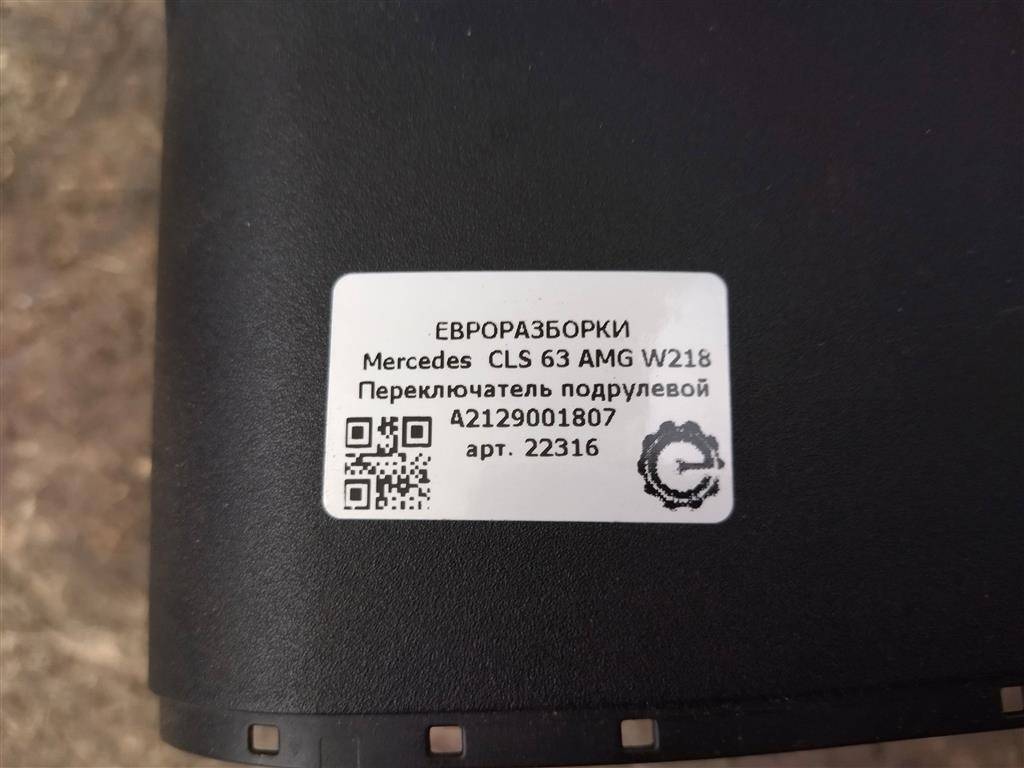 ЕВРОРАЗБОРКИ
Mercedes CLS 63 AMG W218
Переключатель подрулевой
A2129001807
арт. 22316